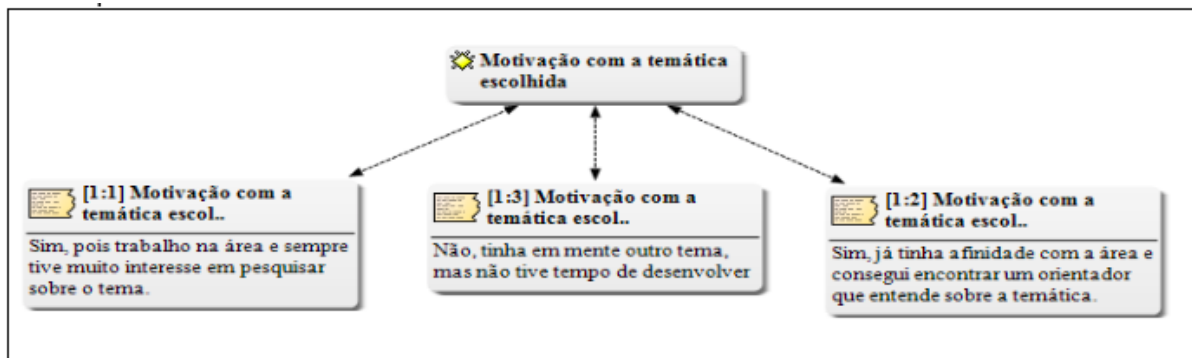 Motivação com a temática
escolhida
[1:1] Motivação com a
temática escol..
Sim, pois trabalho na área e sempre
tive muito interesse em pesquisar
sobre o tema.
[1:3] Motivação com a
temática escol..
Não, tinha em mente outro tema,
mas não tive tempo de desenvolver
[1:2] Motivação com a
temática escol..
Sim, já tinha afinidade com a área e
consegui encontrar um orientador
que entende sobre a temática.